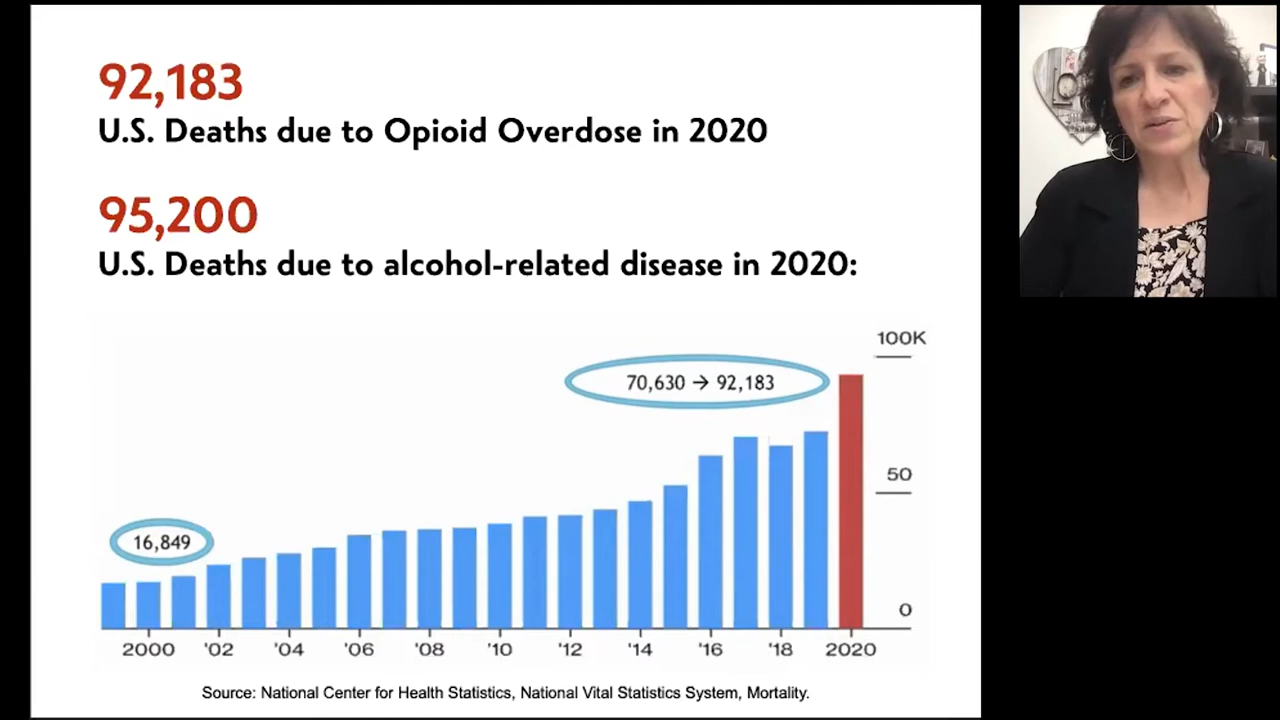 92,183
U.S. Deaths due to Opioid Overdose in 2020
95,200
U.S. Deaths due to alcohol-related disease in 2020:
100K
70,630 → 92,183
50
16,849
0
2000 '02 '04 '06 '08 '10 '12 '14 '16 '18 2020
Source: National Center for Health Statistics, National Vital Statistics System, Mortality.